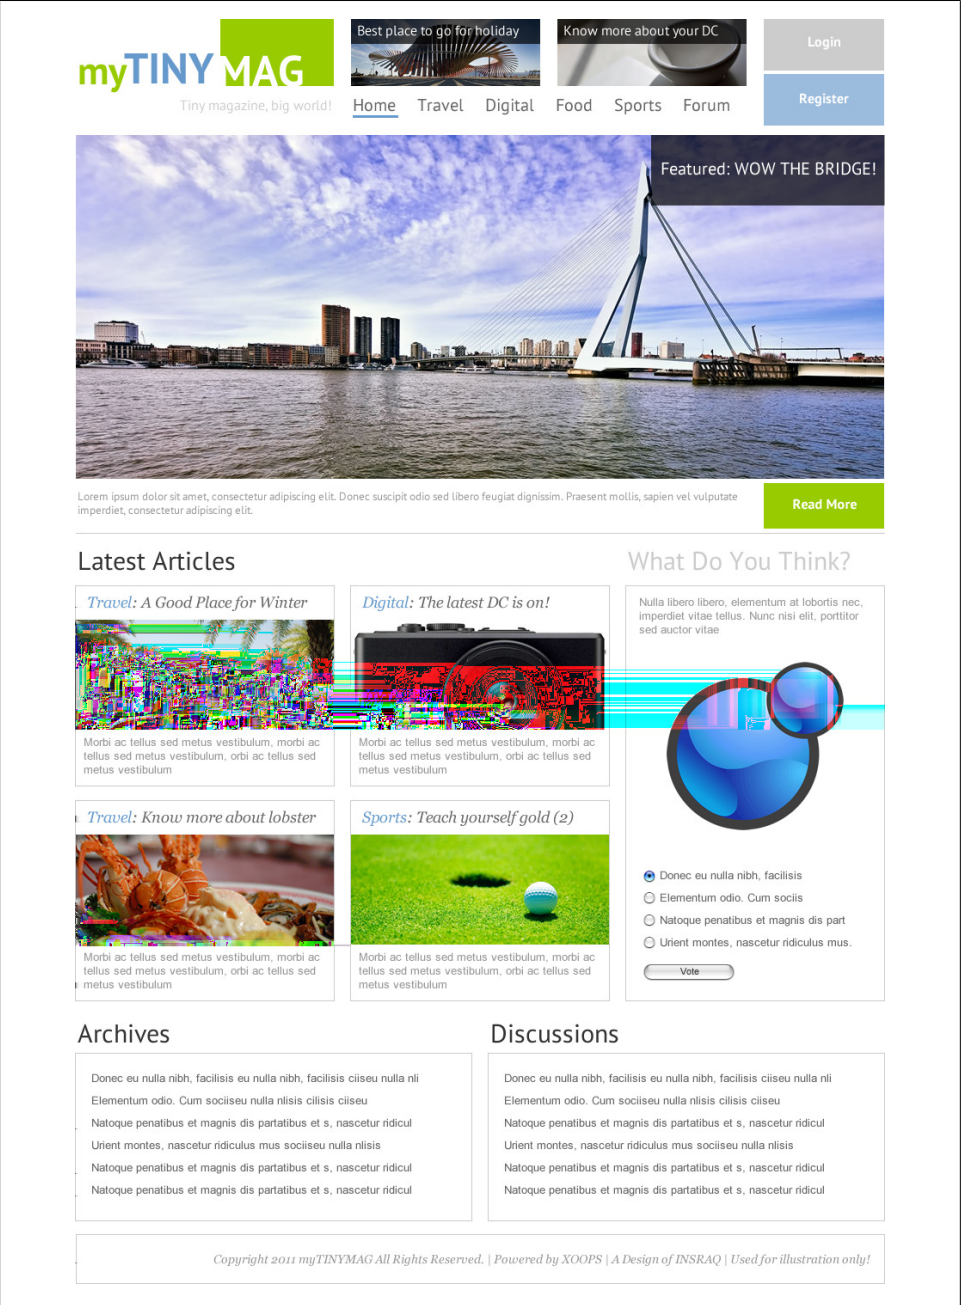 myTINY MAG
Tiny magazine, big world!
Best place to go for holiday
Know more about your DC
Login
Register
Home Travel Digital Food Sports Forum
Featured: WOW THE BRIDGE!
Lorem ipsum dolor sit amet, consectetur adipiscing elit. Donec suscipit odio sed libero feugiat dignissim. Praesent mollis, sapien vel vulputate
imperdiet, consectetur adipiscing elit.
Read More
Latest Articles
Travel: A Good Place for Winter
Morbi ac tellus sed metus vestibulum, morbi ac
tellus sed metus vestibulum, orbi ac tellus sed
metus vestibulum
Digital: The latest DC is on!
Morbi ac tellus sed metus vestibulum, morbi ac
tellus sed metus vestibulum, orbi ac tellus sed
metus vestibulum
Travel: Know more about lobster
Morbi ac tellus sed metus vestibulum, morbi ac
tellus sed metus vestibulum, orbi ac tellus sed
metus vestibulum
Sports: Teach yourself gold (2)
Morbi ac tellus sed metus vestibulum, morbi ac
tellus sed metus vestibulum, orbi ac tellus sed
metus vestibulum
What Do You Think?
Nulla libero libero, elementum at lobortis nec,
imperdiet vitae tellus. Nunc nisi elit, porttitor
sed auctor vitae
Donec eu nulla nibh, facilisis
Elementum odio. Cum sociis
Natoque penatibus et magnis dis part
Urient montes, nascetur ridiculus mus.
Vote
Archives
Donec eu nulla nibh, facilisis eu nulla nibh, facilisis ciiseu nulla nli
Elementum odio. Cum sociiseu nulla nlisis cilisis ciiseu
Natoque penatibus et magnis dis partatibus et s, nascetur ridicul
Urient montes, nascetur ridiculus mus sociiseu nulla nlisis
Natoque penatibus et magnis dis partatibus et s, nascetur ridicul
Natoque penatibus et magnis dis partatibus et s, nascetur ridicul
Discussions
Donec eu nulla nibh, facilisis eu nulla nibh, facilisis ciiseu nulla nli
Elementum odio. Cum sociiseu nulla nlisis cilisis ciiseu
Natoque penatibus et magnis dis partatibus et s, nascetur ridicul
Urient montes, nascetur ridiculus mus sociiseu nulla nlisis
Natoque penatibus et magnis dis partatibus et s, nascetur ridicul
Natoque penatibus et magnis dis partatibus et s, nascetur ridicul
Copyright 2011 myTINYMAG All Rights Reserved. | Powered by XOOPS | A Design of INSRAQ | Used for illustration only!